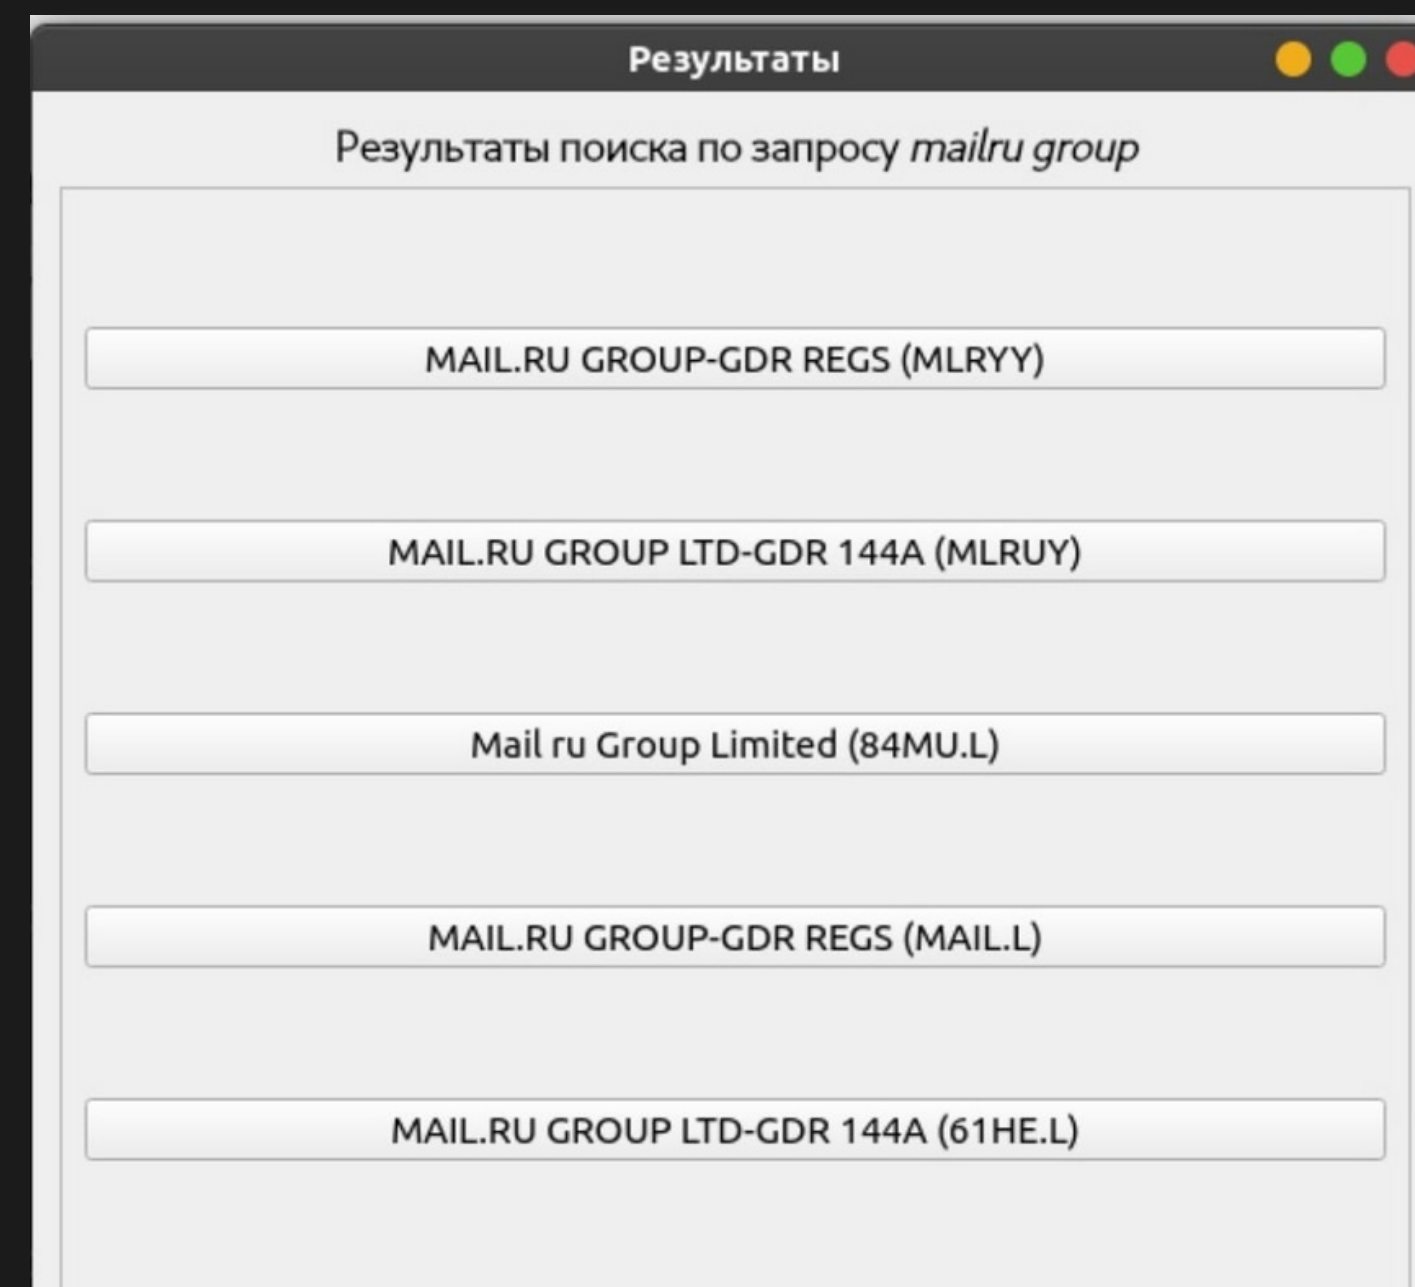 Результаты
Результаты поиска по запросу mailru group
MAIL.RU GROUP-GDR REGS (MLRYY)
MAIL.RU GROUP LTD-GDR 144A (MLRUY)
Mail ru Group Limited (84MU.L)
MAIL.RU GROUP-GDR REGS (MAIL.L)
MAIL.RU GROUP LTD-GDR 144A (61HE.L)